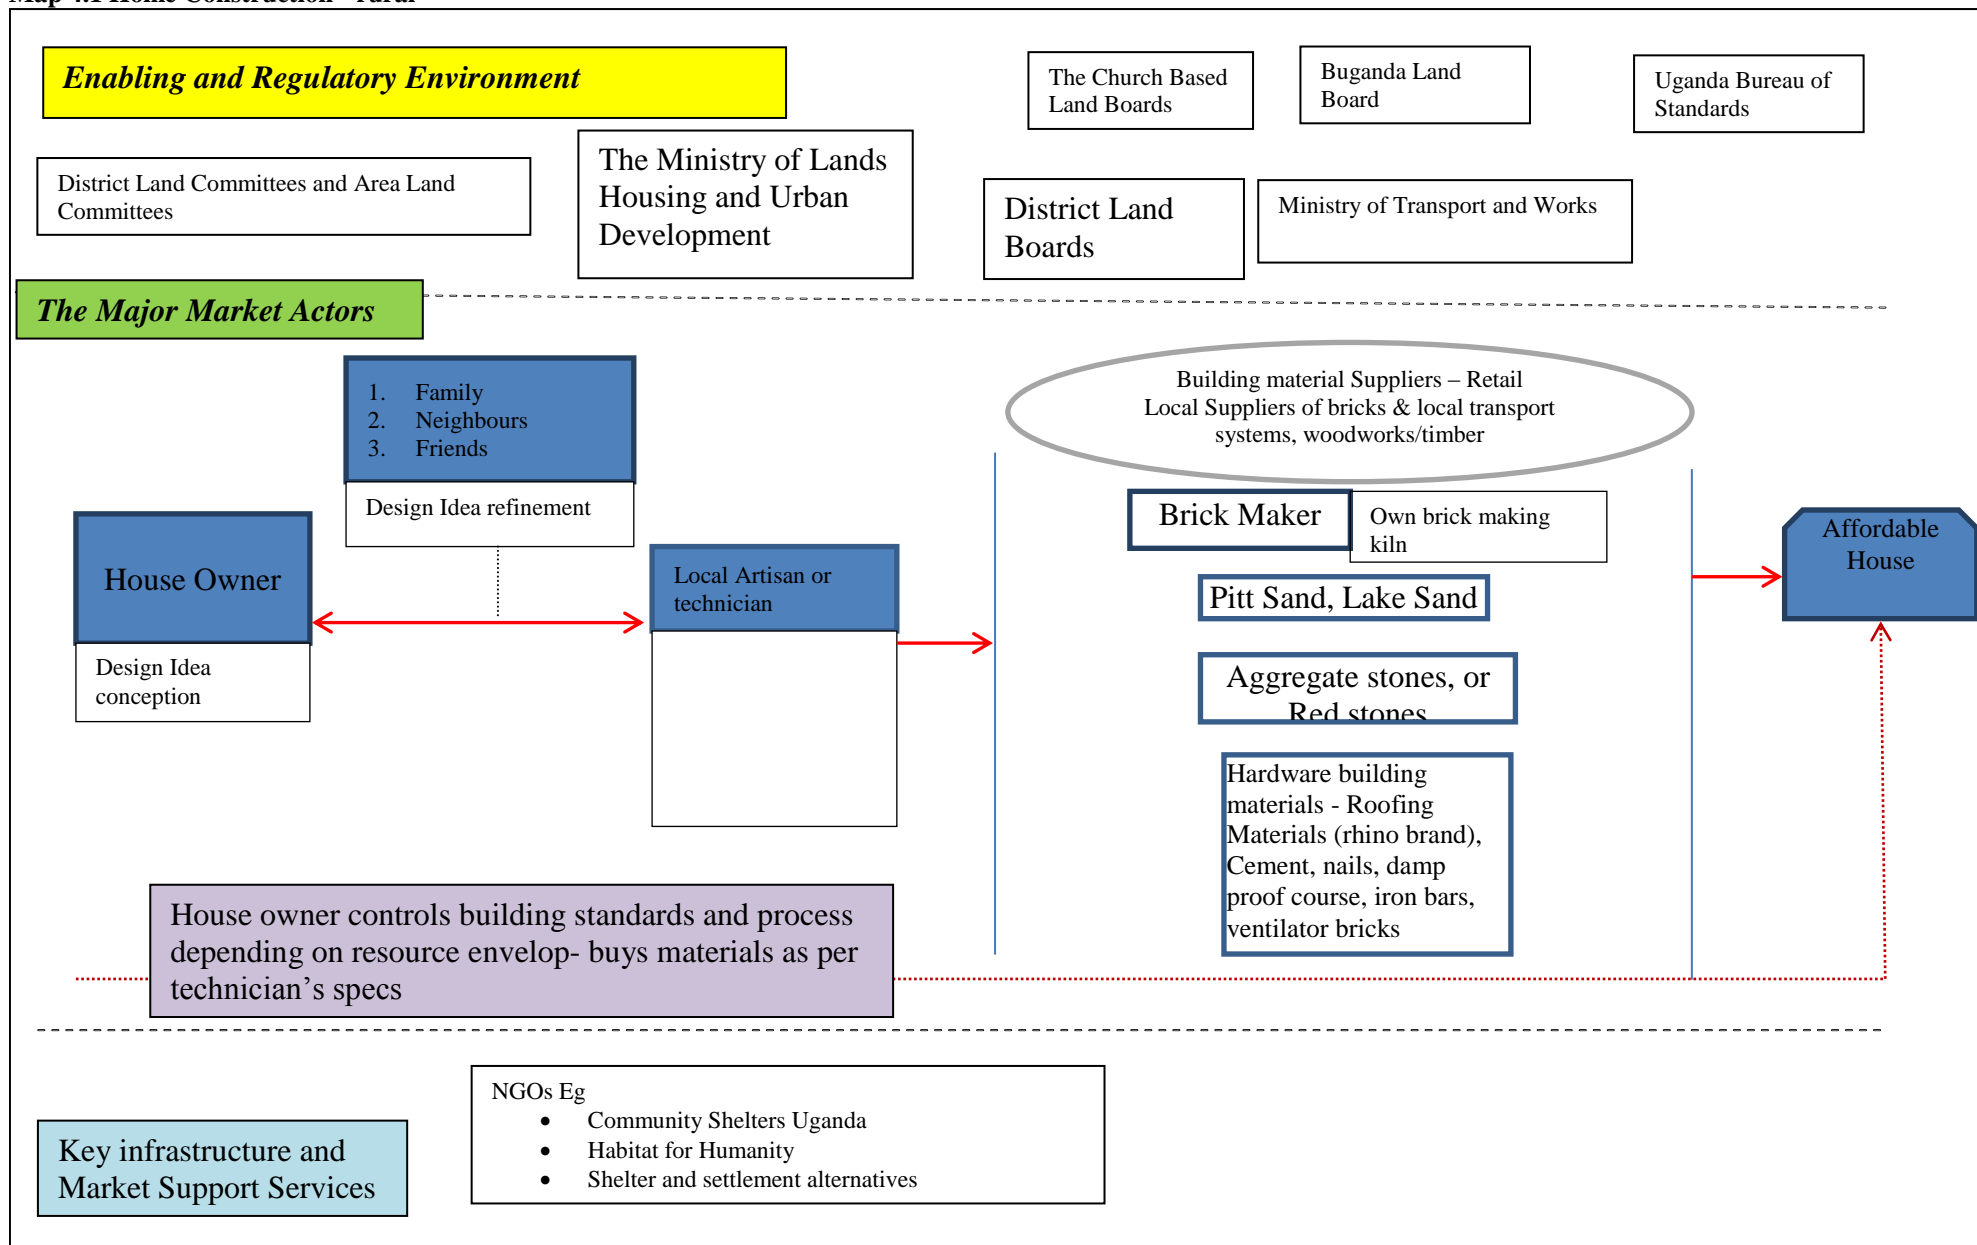 Map 4.1 Home Construction - rural
Enabling and Regulatory Environment
The Church Based
Land Boards
Buganda Land
Board
Uganda Bureau of
Standards
District Land Committees and Area Land
Committees
The Ministry of Lands
Housing and Urban
Development
District Land
Boards
Ministry of Transport and Works
The Major Market Actors
1. Family
2. Neighbours
3. Friends
Design Idea refinement
House Owner
Design Idea
conception
Local Artisan or
technician
Building material Suppliers – Retail
Local Suppliers of bricks & local transport
systems, woodworks/timber
Brick Maker
Own brick making
kiln
Pitt Sand, Lake Sand
Aggregate stones, or
Red stones
Hardware building
materials - Roofing
Materials (rhino brand),
Cement, nails, damp
proof course, iron bars,
ventilator bricks
Affordable
House
House owner controls building standards and process
depending on resource envelop- buys materials as per
technician’s specs
Key infrastructure and
Market Support Services
NGOs Eg
• Community Shelters Uganda
• Habitat for Humanity
• Shelter and settlement alternatives